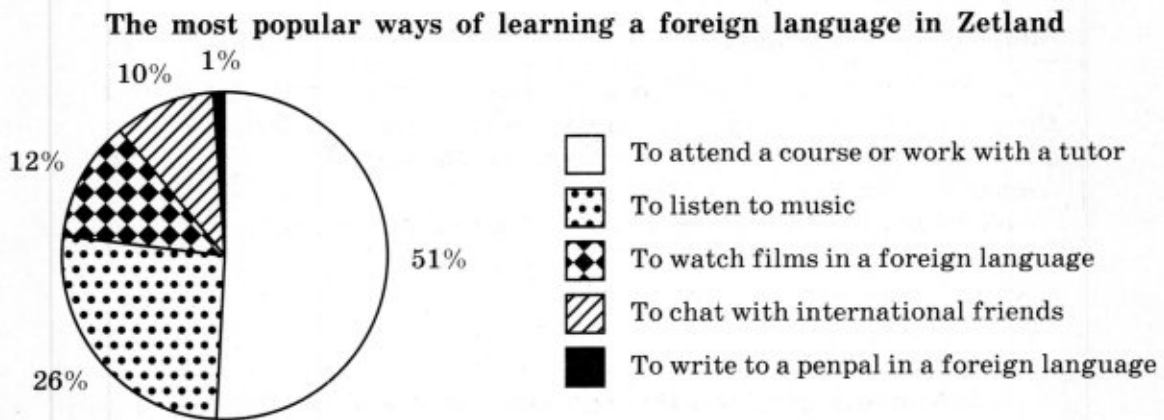 The most popular ways of learning a foreign language in Zetland
10%
1%
12%
51%
26%
To attend a course or work with a tutor
To listen to music
To watch films in a foreign language
To chat with international friends
To write to a penpal in a foreign language